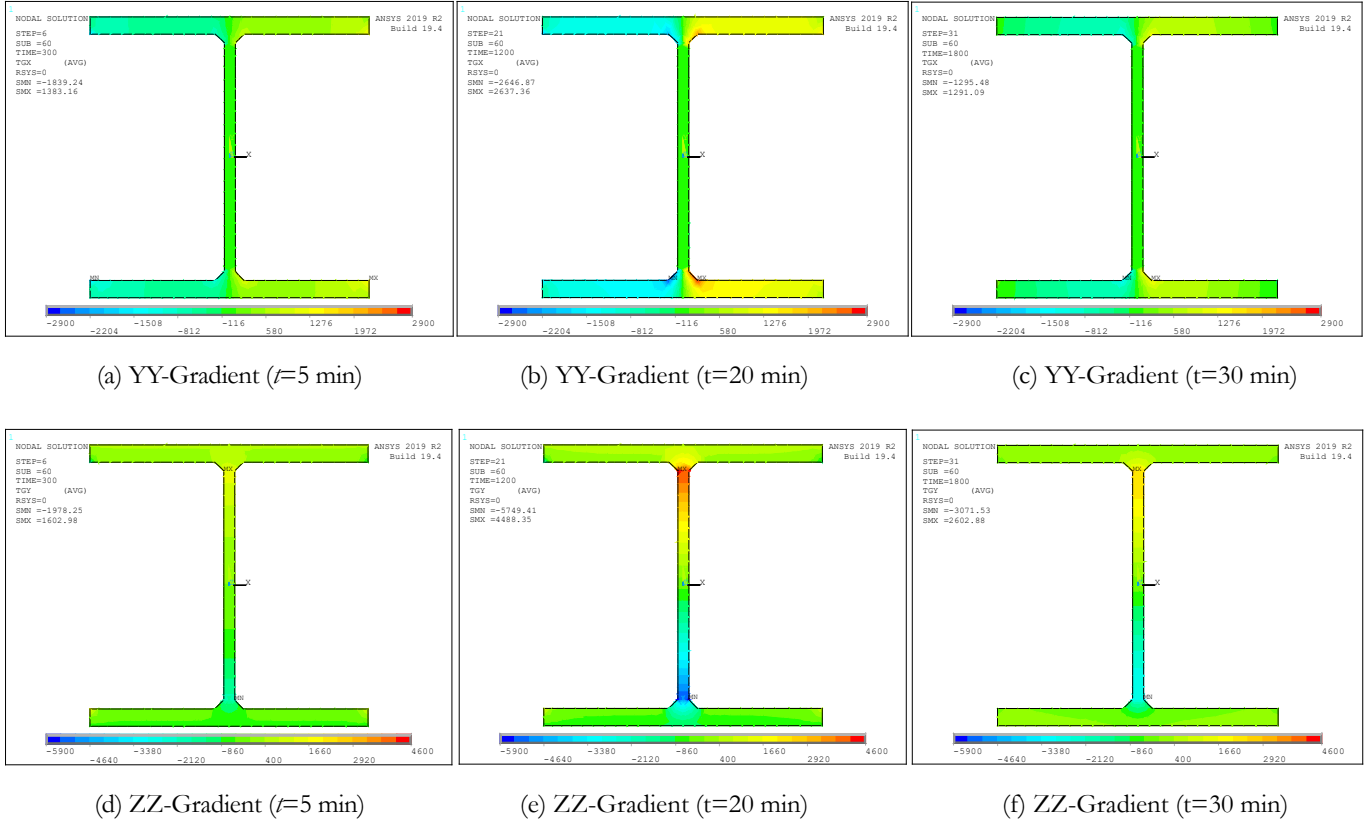 1
NODAL SOLUTION
STEP=6
SUB =60
TIME=300
TGX (AVG)
RSYS=0
SMN =-1839.24
SMX =1383.16
ANSYS 2019 R2
Build 19.4
X
MN
MX
-2900 -1508 -116 1276 2900
-2204 -812 580 1972
1
NODAL SOLUTION
STEP=21
SUB =60
TIME=1200
TGX (AVG)
RSYS=0
SMN =-2646.87
SMX =2637.36
ANSYS 2019 R2
Build 19.4
X
MN MX
-2900 -1508 -116 1276 2900
-2204 -812 580 1972
1
NODAL SOLUTION
STEP=31
SUB =60
TIME=1800
TGX (AVG)
RSYS=0
SMN =-1295.48
SMX =1291.09
ANSYS 2019 R2
Build 19.4
X
MN MX
-2900 -1508 -116 1276 2900
-2204 -812 580 1972
(a) YY-Gradient (t=5 min)
(b) YY-Gradient (t=20 min)
(c) YY-Gradient (t=30 min)
1
NODAL SOLUTION
STEP=6
SUB =60
TIME=300
TGY (AVG)
RSYS=0
SMN =-1978.25
SMX =1602.98
ANSYS 2019 R2
Build 19.4
MX
X
MN
-5900 -3380 -860 1660 4600
-4640 -2120 400 2920
1
NODAL SOLUTION
STEP=21
SUB =60
TIME=1200
TGY (AVG)
RSYS=0
SMN =-5749.41
SMX =4488.35
ANSYS 2019 R2
Build 19.4
MX
X
MN
-5900 -3380 -860 1660 4600
-4640 -2120 400 2920
1
NODAL SOLUTION
STEP=31
SUB =60
TIME=1800
TGY (AVG)
RSYS=0
SMN =-3071.53
SMX =2602.88
ANSYS 2019 R2
Build 19.4
MX
X
MN
-5900 -3380 -860 1660 4600
-4640 -2120 400 2920
(d) ZZ-Gradient (t=5 min)
(e) ZZ-Gradient (t=20 min)
(f) ZZ-Gradient (t=30 min)